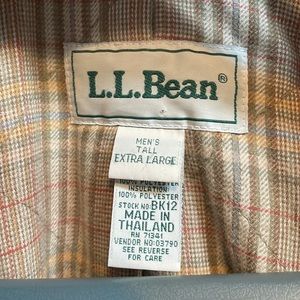 L.L.Bean®
MEN'S
TALL
EXTRA LARGE
100% POLYESTER
INSULATION:
100% POLYESTER
STOCK NO: BK12
MADE IN
THAILAND
RN 71341
VENDOR NO: 03790
SEE REVERSE
FOR CARE